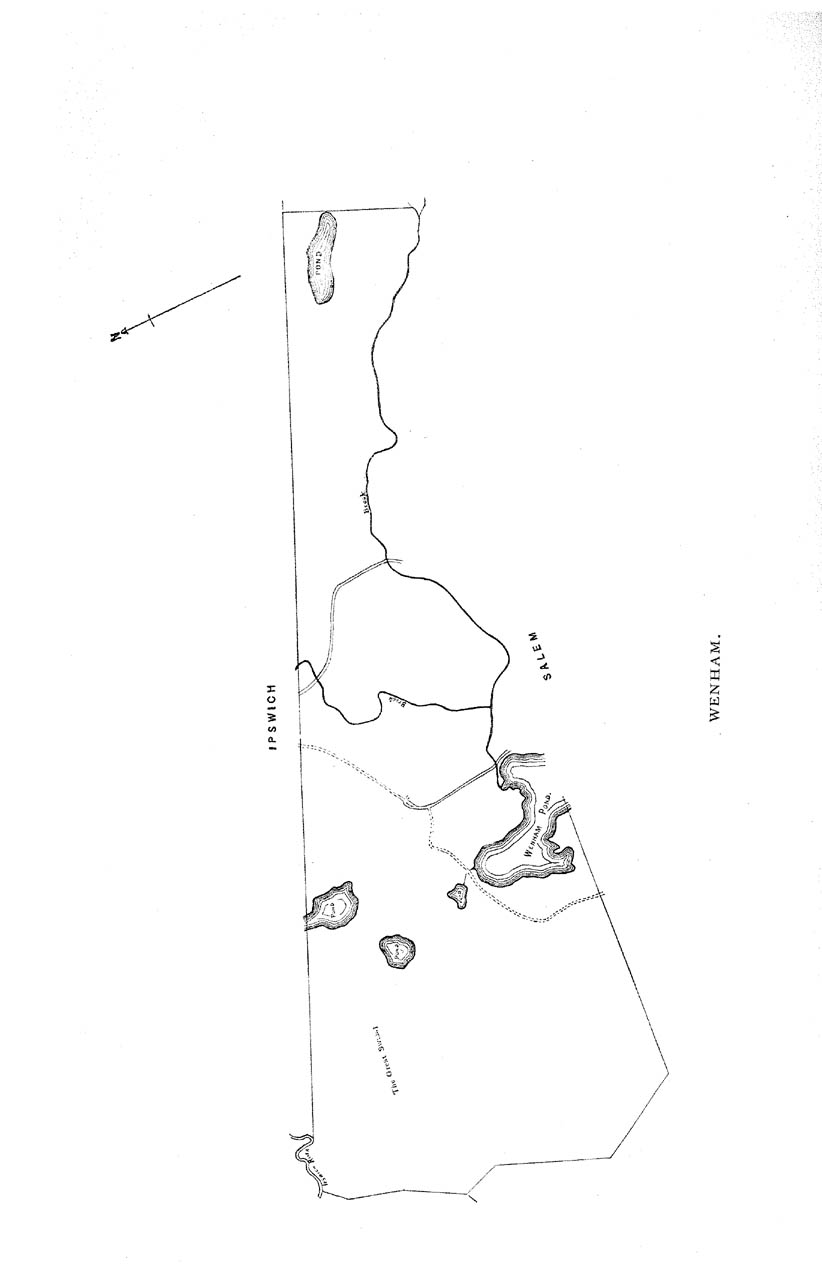 N
IPSWICH
POND
Brook
Brook
SALEM
WENHAM POND.
POND
POND
The Great Swamp
Ipswich River
WENHAM.